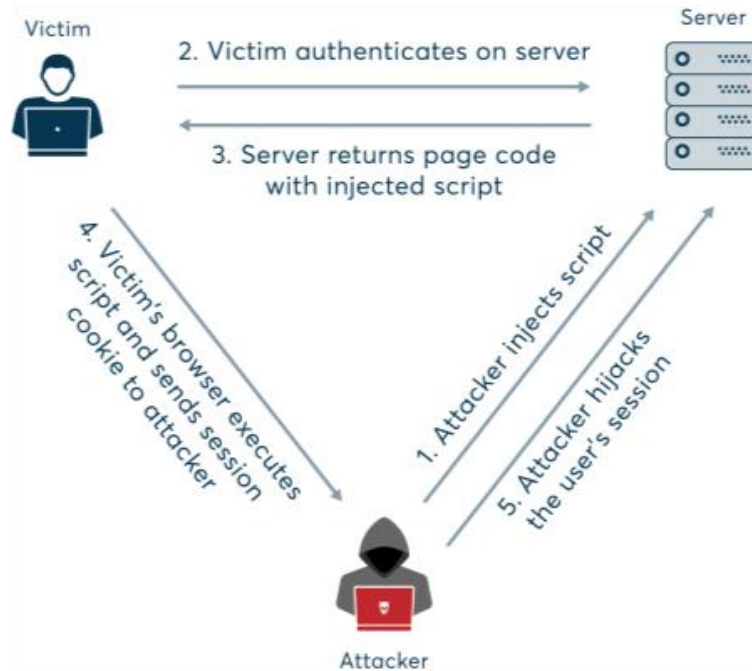 Victim
Server
2. Victim authenticates on server
3. Server returns page code
with injected script
4. Victim's browser executes
script and sends session
cookie to attacker
1. Attacker injects script
5. Attacker hijacks
the user's session
Attacker